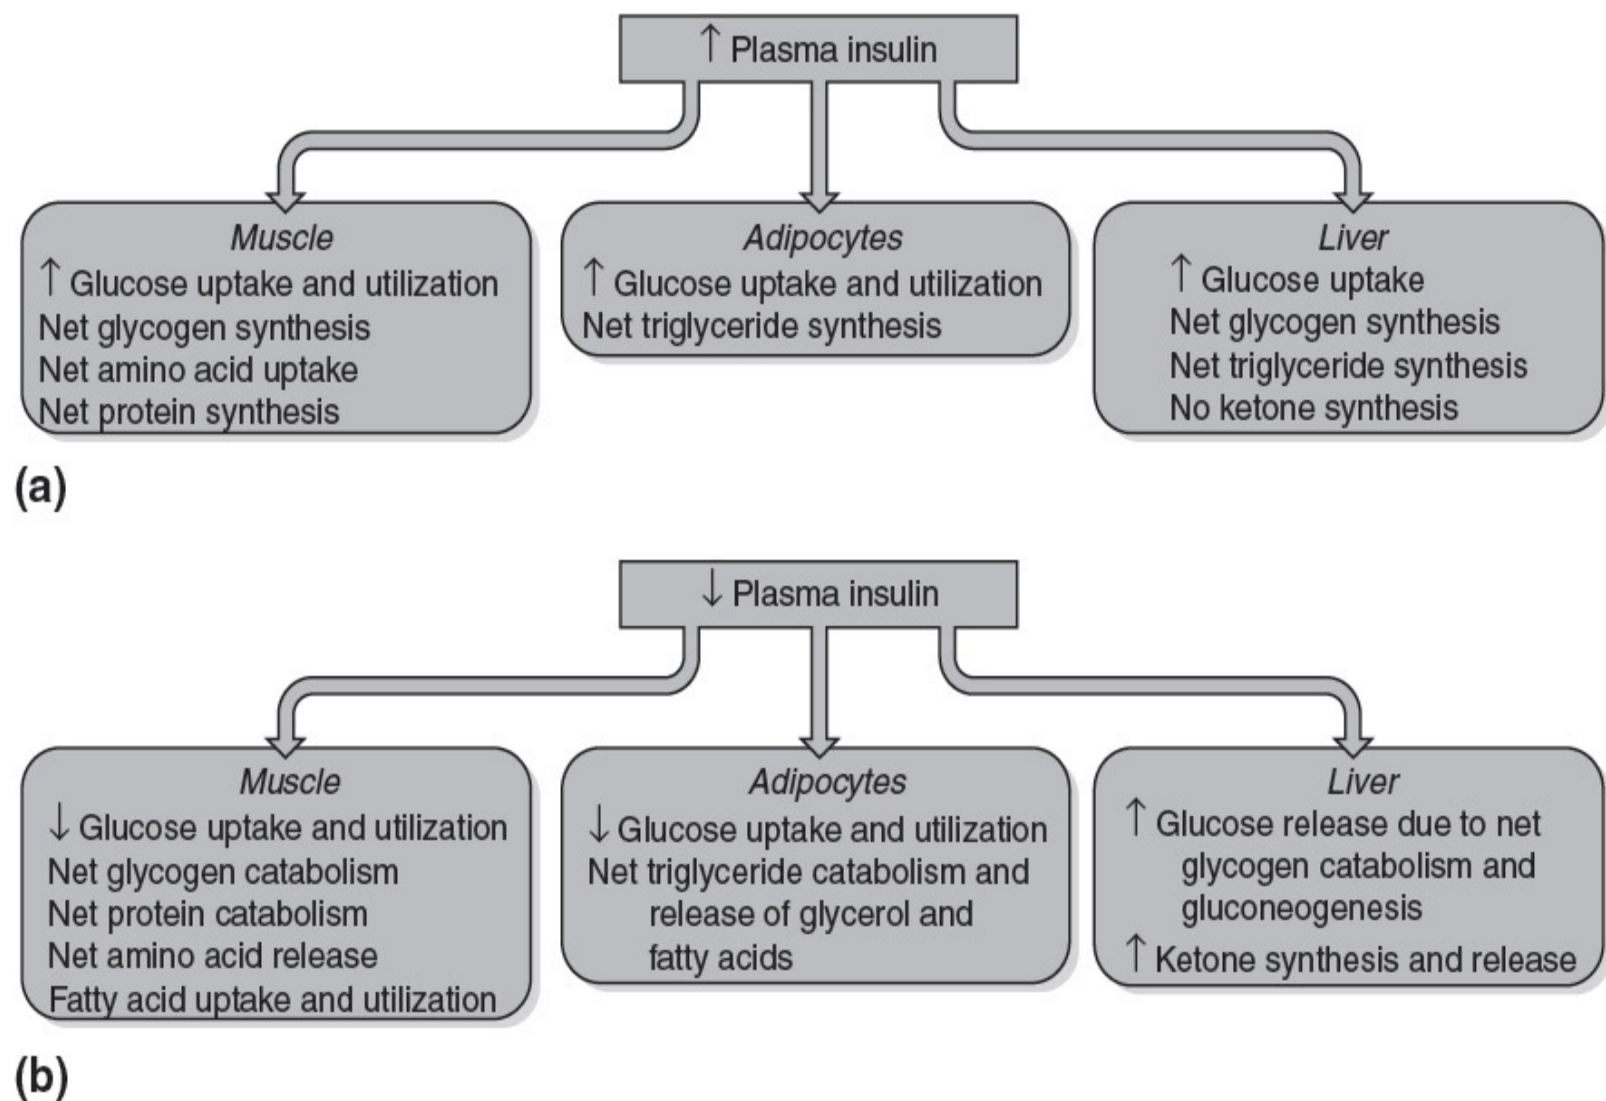 ↑ Plasma insulin
Muscle
↑ Glucose uptake and utilization
Net glycogen synthesis
Net amino acid uptake
Net protein synthesis
Adipocytes
↑ Glucose uptake and utilization
Net triglyceride synthesis
Liver
↑ Glucose uptake
Net glycogen synthesis
Net triglyceride synthesis
No ketone synthesis
(a)
↓ Plasma insulin
Muscle
↓ Glucose uptake and utilization
Net glycogen catabolism
Net protein catabolism
Net amino acid release
Fatty acid uptake and utilization
Adipocytes
↓ Glucose uptake and utilization
Net triglyceride catabolism and
release of glycerol and
fatty acids
Liver
↑ Glucose release due to net
glycogen catabolism and
gluconeogenesis
↑ Ketone synthesis and release
(b)